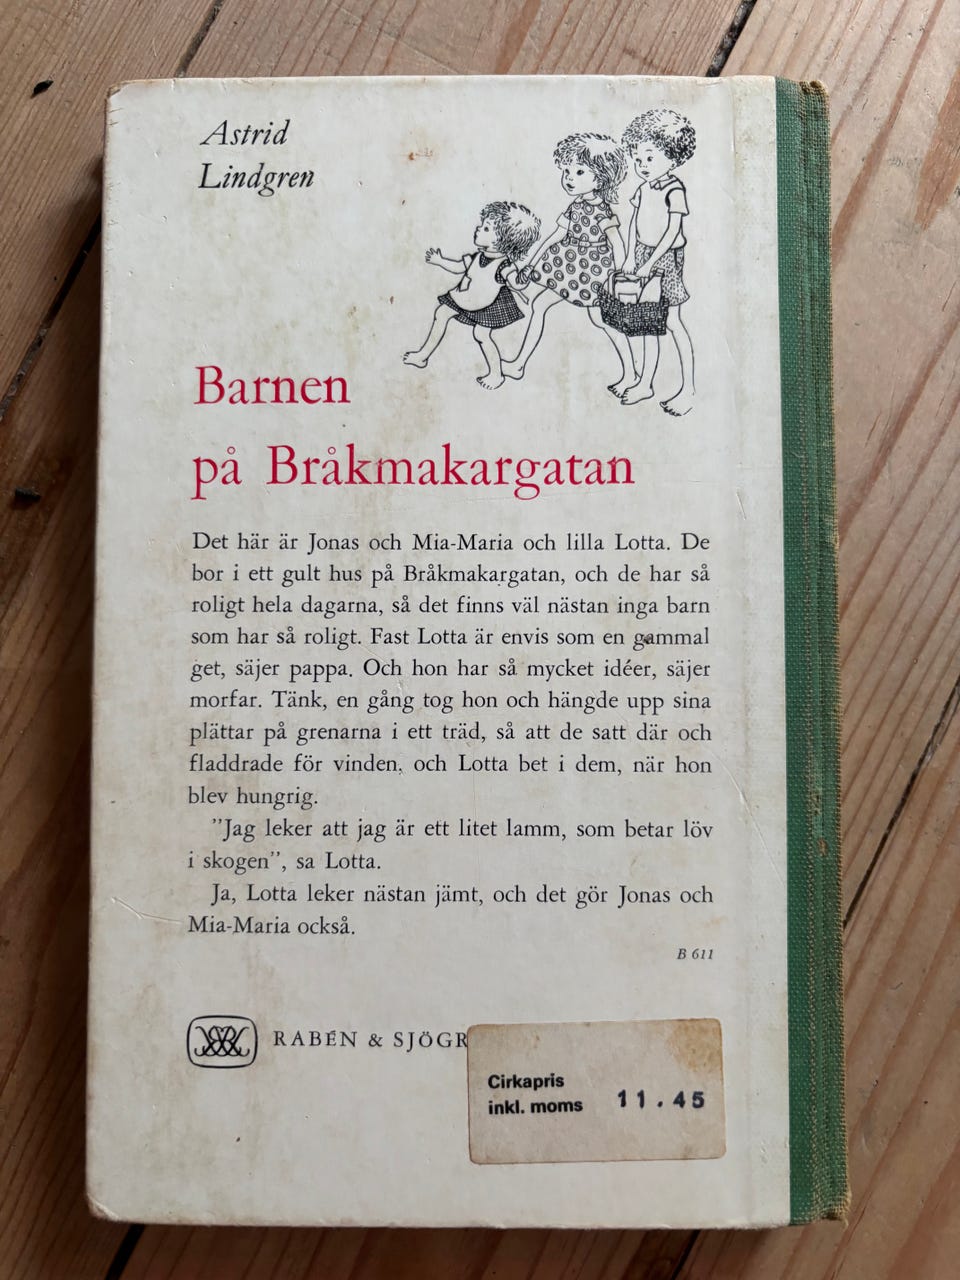 Astrid
Lindgren
Barnen
på Bråkmakargatan
Det här är Jonas och Mia-Maria och lilla Lotta. De
bor i ett gult hus på Bråkmakargatan, och de har så
roligt hela dagarna, så det finns väl nästan inga barn
som har så roligt. Fast Lotta är envis som en gammal
get, säjer pappa. Och hon har så mycket idéer, säjer
morfar. Tänk, en gång tog hon och hängde upp sina
plättar på grenarna i ett träd, så att de satt där och
fladdrade för vinden, och Lotta bet i dem, när hon
blev hungrig.
”Jag leker att jag är ett litet lamm, som betar löv
i skogen”, sa Lotta.
Ja, Lotta leker nästan jämt, och det gör Jonas och
Mia-Maria också.
B 611
RABÉN & SJÖGR
Cirkapris
inkl. moms 11.45